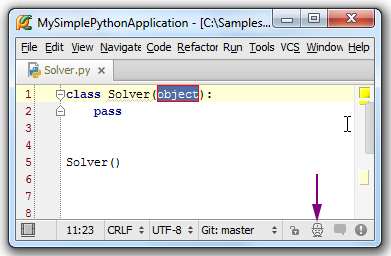 MySimplePythonApplication - [C:\Samples
File Edit View Navigate Code Refactor Run Tools VCS Window Help
Solver.py
1 class Solver(object):
2 pass
3
4
5 Solver()
6
7
8
11:23 CRLF UTF-8 Git: master